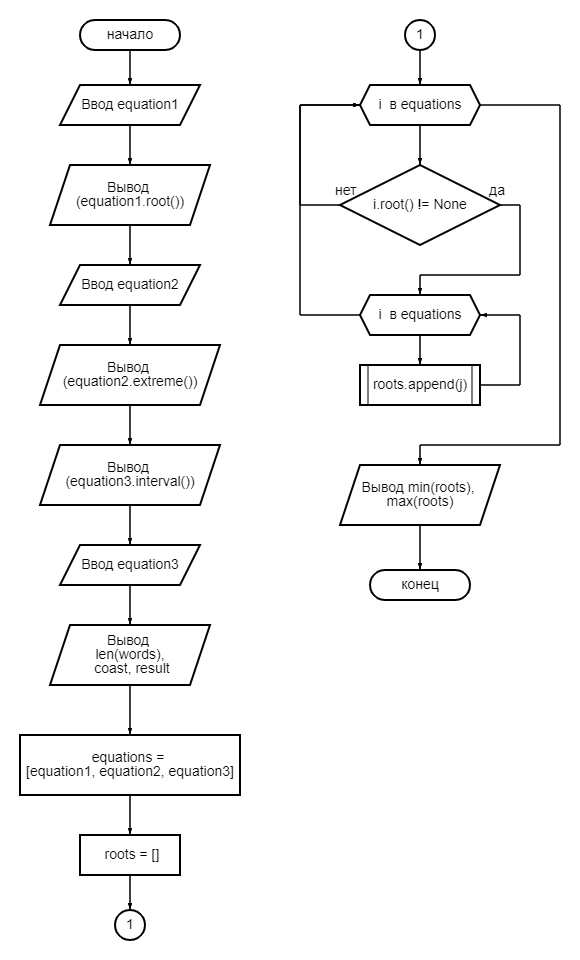 начало
Ввод equation1
Вывод
(equation1.root())
Ввод equation2
Вывод
(equation2.extreme())
Вывод
(equation3.interval())
Ввод equation3
Вывод
len(words),
coast, result
equations =
[equation1, equation2, equation3]
roots = []
1
1
i в equations
нет
да
i.root() != None
i в equations
roots.append(j)
Вывод min(roots),
max(roots)
конец